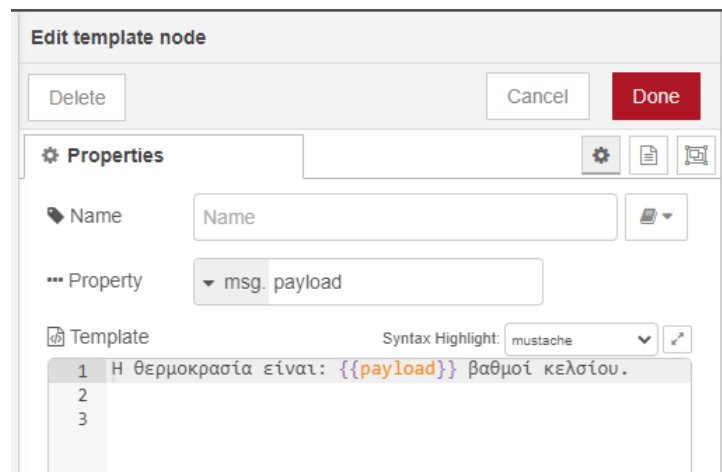 Edit template node
Delete Cancel Done
Properties
Name Name
Property msg. payload
Template Syntax Highlight: mustache
1 Η θερμοκρασία είναι: {{payload}} βαθμοί κελσίου.
2
3